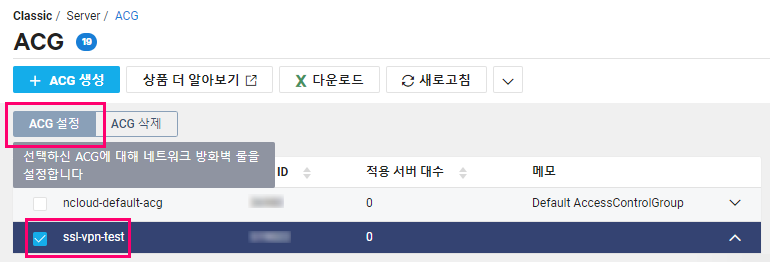 Classic / Server / ACG
ACG 19
+ ACG 생성 상품 더 알아보기 다운로드 새로고침
ACG 설정 ACG 삭제
선택하신 ACG에 대해 네트워크 방화벽 룰을
설정합니다
ID 적용 서버 대수 메모
ncloud-default-acg 0 Default AccessControlGroup
ssl-vpn-test 0